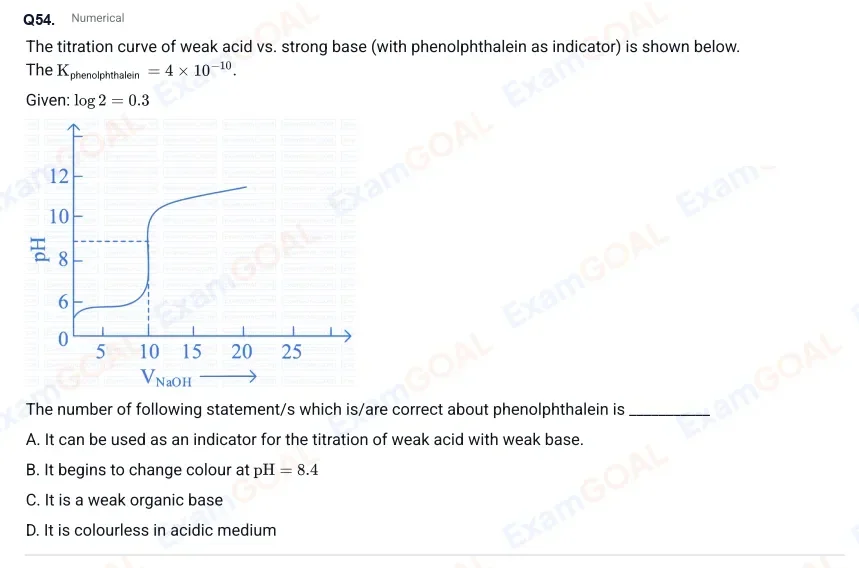 Q54. Numerical
The titration curve of weak acid vs. strong base (with phenolphthalein as indicator) is shown below.
The K_phenolphthalein = 4 × 10⁻¹⁰.
Given: log 2 = 0.3
12
10
pH
8
6
0
5 10 15 20 25
V_NaOH
The number of following statement/s which is/are correct about phenolphthalein is ___________
A. It can be used as an indicator for the titration of weak acid with weak base.
B. It begins to change colour at pH = 8.4
C. It is a weak organic base
D. It is colourless in acidic medium
ExamGOAL